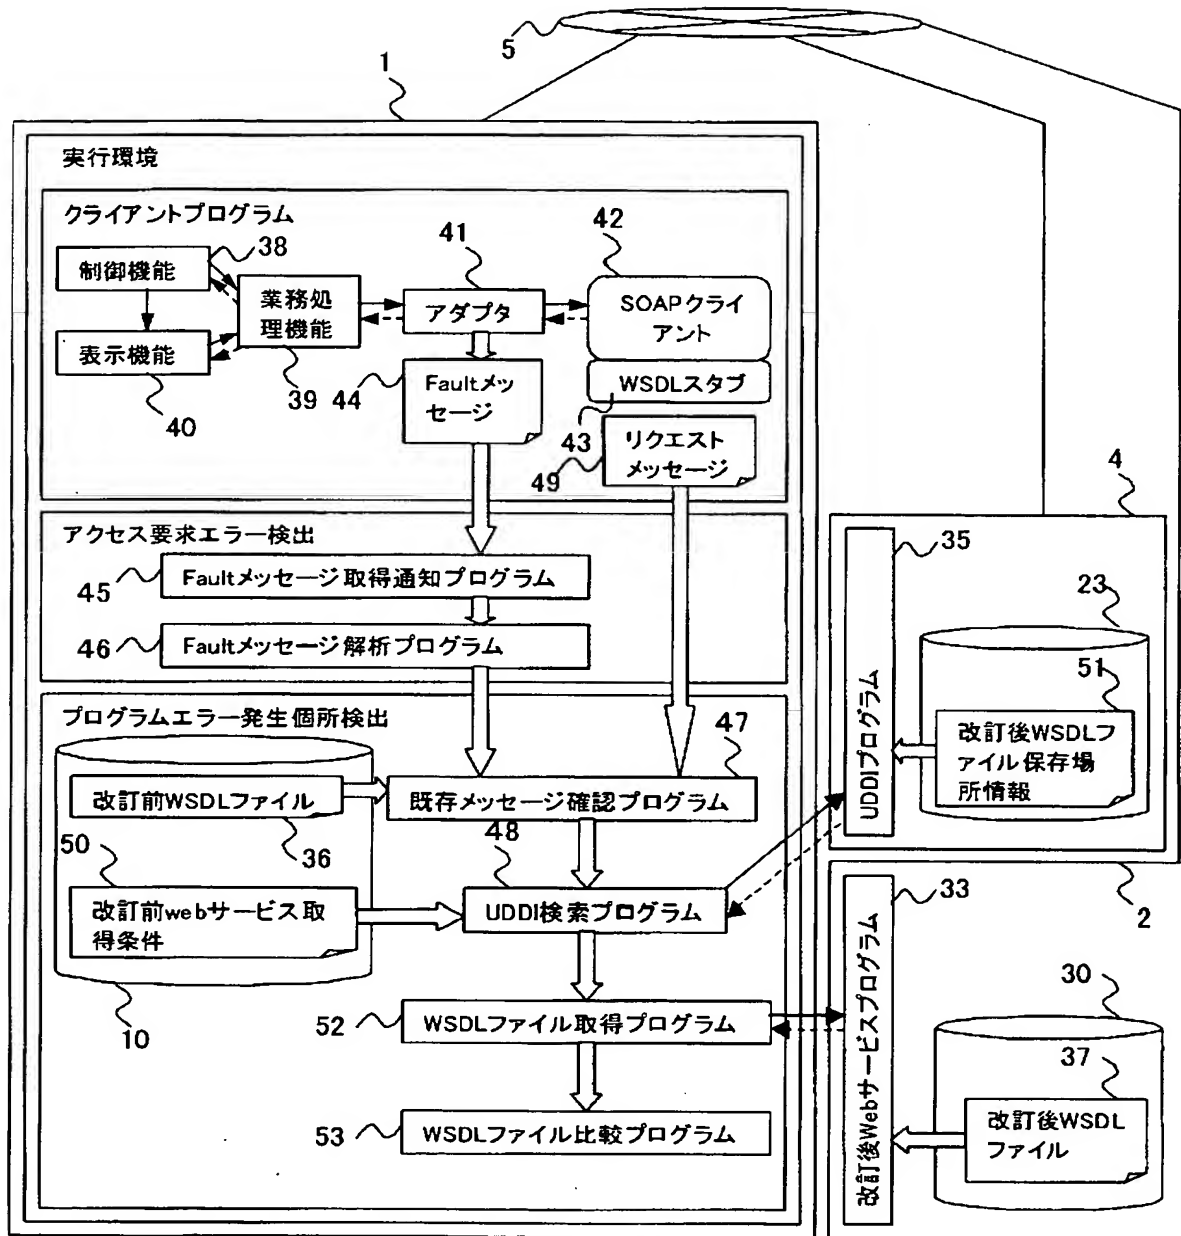 5
1
実行環境
クライアントプログラム
38
41
42
制御機能
業務処
理機能
アダプタ
SOAPクライ
アント
表示機能
40
39
44
Faultメッ
セージ
WSDLスタブ
43
リクエスト
メッセージ
49
アクセス要求エラー検出
45
Faultメッセージ取得通知プログラム
46
Faultメッセージ解析プログラム
プログラムエラー発生個所検出
47
改訂前WSDLファイル
既存メッセージ確認プログラム
36
50
48
改訂前webサービス取
得条件
UDDI検索プログラム
10
52
WSDLファイル取得プログラム
53
WSDLファイル比較プログラム
4
35
UDDIプログラム
23
51
改訂後WSDLフ
ァイル保存場
所情報
2
33
改訂後Webサービスプログラム
30
37
改訂後WSDL
ファイル